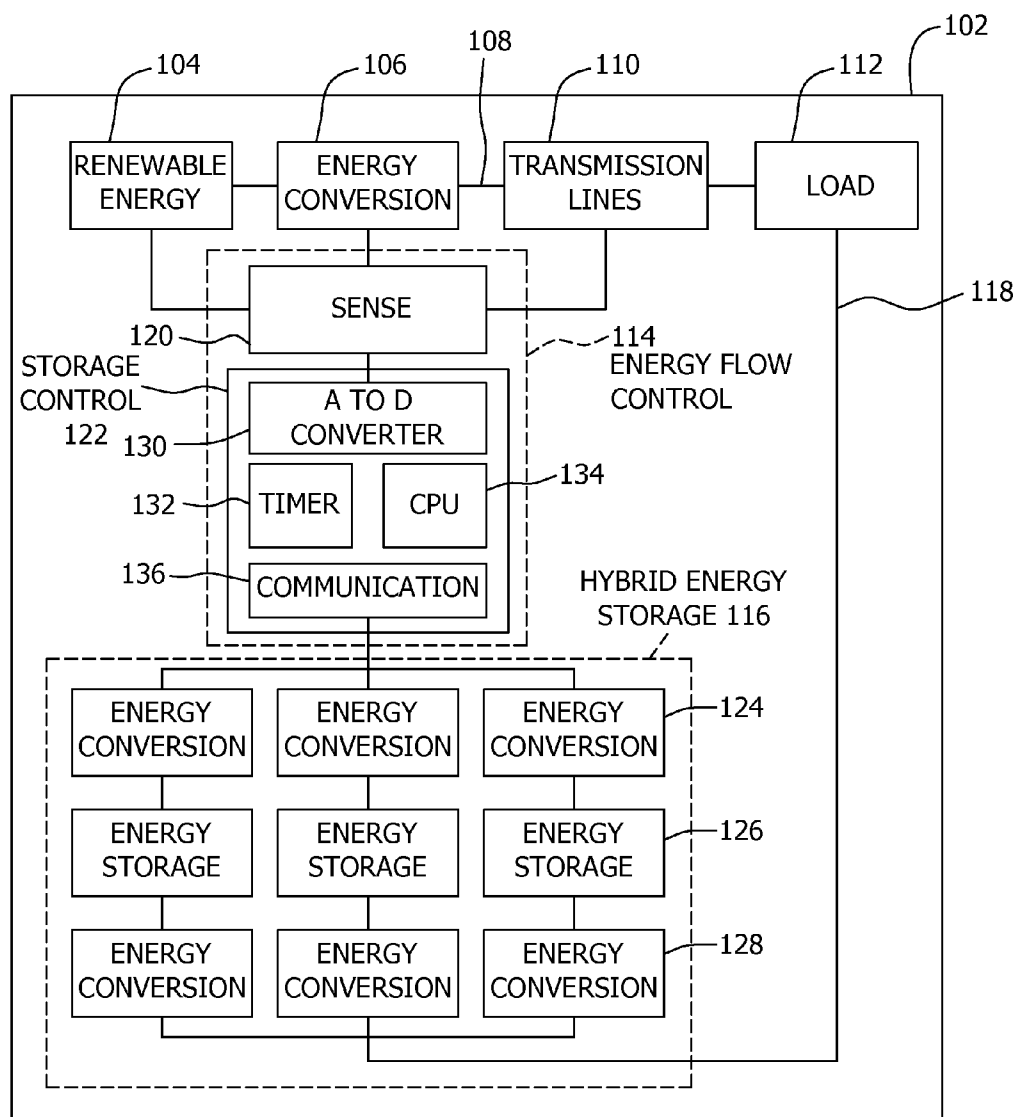 102
108
104
106
110
112
RENEWABLE
ENERGY
ENERGY
CONVERSION
TRANSMISSION
LINES
LOAD
118
SENSE
120
114
ENERGY FLOW
CONTROL
STORAGE
CONTROL
122
A TO D
CONVERTER
130
132
TIMER
CPU
134
136
COMMUNICATION
HYBRID ENERGY
STORAGE 116
ENERGY
CONVERSION
ENERGY
CONVERSION
ENERGY
CONVERSION
124
ENERGY
STORAGE
ENERGY
STORAGE
ENERGY
STORAGE
126
ENERGY
CONVERSION
ENERGY
CONVERSION
ENERGY
CONVERSION
128